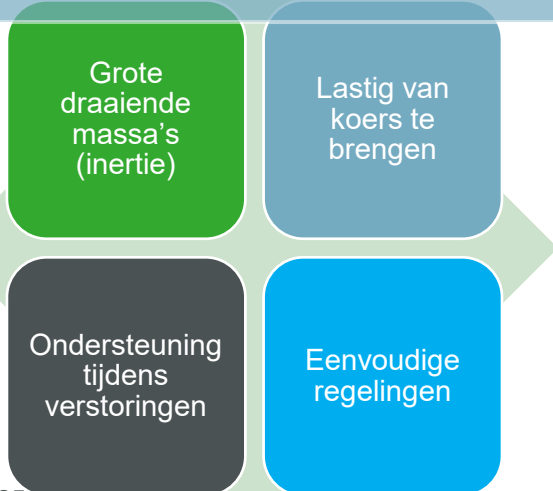 Grote
draaiende
massa's
(inertie)
Lastig van
koers te
brengen
Ondersteuning
tijdens
verstoringen
Eenvoudige
regelingen